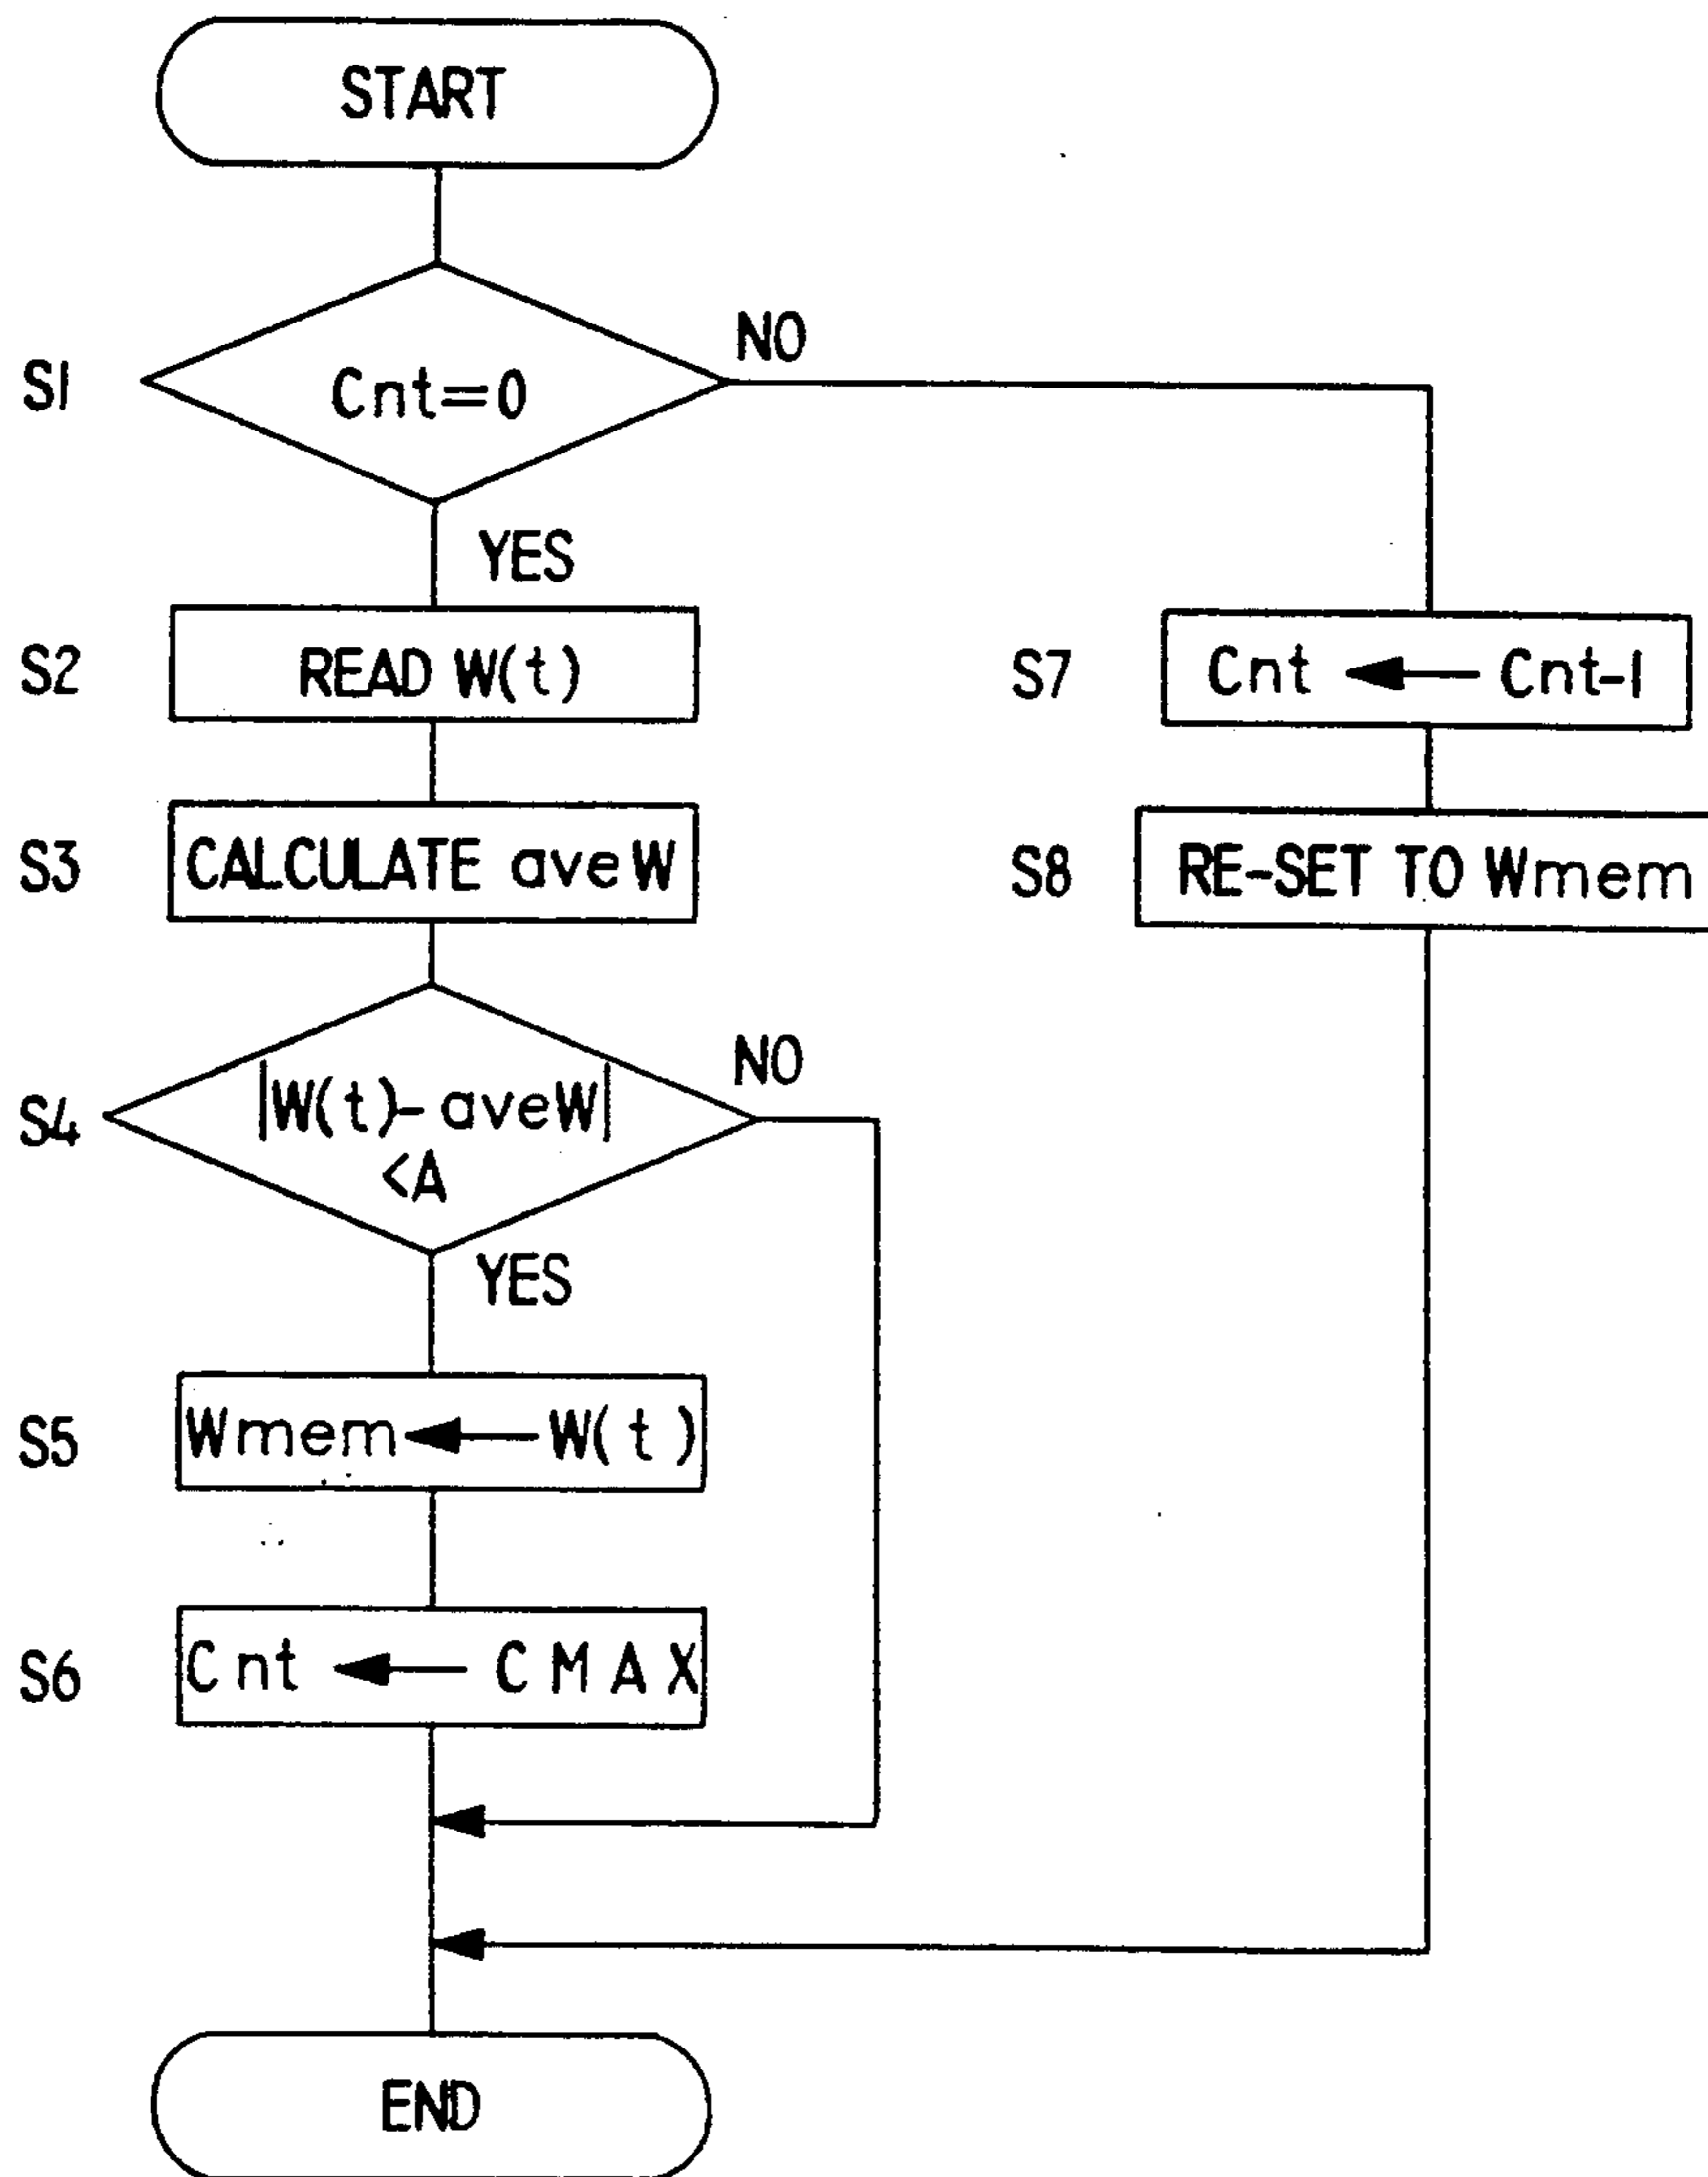 START
S1
Cnt=0
NO
YES
S2
READ W(t)
S7
Cnt ← Cnt-1
S3
CALCULATE aveW
S8
RE-SET TO Wmem
S4
|W(t)-aveW|
<A
NO
YES
S5
Wmem ← W(t)
S6
Cnt ← CMAX
END